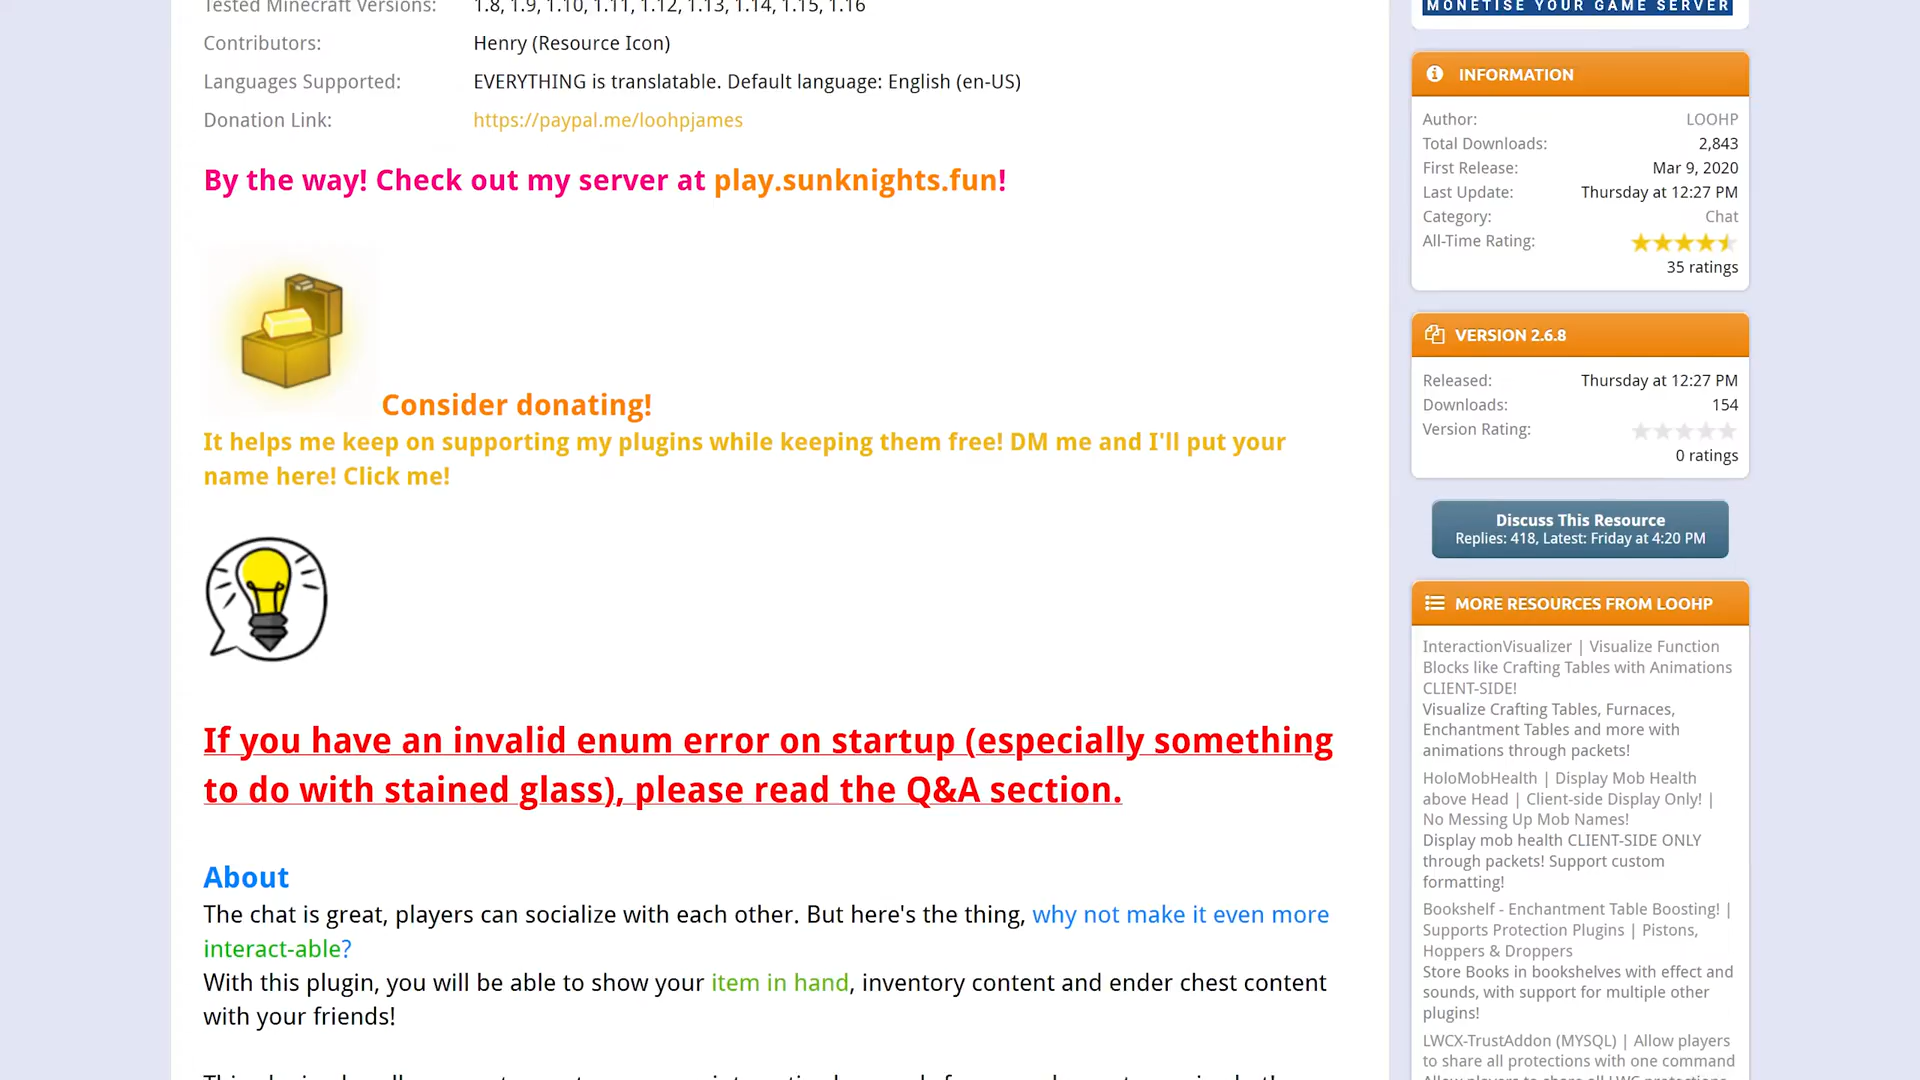 Tested Minecraft Versions: 1.8, 1.9, 1.10, 1.11, 1.12, 1.13, 1.14, 1.15, 1.16
Contributors: Henry (Resource Icon)
Languages Supported: EVERYTHING is translatable. Default language: English (en-US)
Donation Link: https://paypal.me/loohpjames
By the way! Check out my server at play.sunknights.fun!
Consider donating!
It helps me keep on supporting my plugins while keeping them free! DM me and I'll put your
name here! Click me!
If you have an invalid enum error on startup (especially something
to do with stained glass), please read the Q&A section.
About
The chat is great, players can socialize with each other. But here's the thing, why not make it even more
interact-able?
With this plugin, you will be able to show your item in hand, inventory content and ender chest content
with your friends!
MONETISE YOUR GAME SERVER
INFORMATION
Author: LOOHP
Total Downloads: 2,843
First Release: Mar 9, 2020
Last Update: Thursday at 12:27 PM
Category: Chat
All-Time Rating:
35 ratings
VERSION 2.6.8
Released: Thursday at 12:27 PM
Downloads: 154
Version Rating:
0 ratings
Discuss This Resource
Replies: 418, Latest: Friday at 4:20 PM
MORE RESOURCES FROM LOOHP
InteractionVisualizer | Visualize Function
Blocks like Crafting Tables with Animations
CLIENT-SIDE!
Visualize Crafting Tables, Furnaces,
Enchantment Tables and more with
animations through packets!
HoloMobHealth | Display Mob Health
above Head | Client-side Display Only! |
No Messing Up Mob Names!
Display mob health CLIENT-SIDE ONLY
through packets! Support custom
formatting!
Bookshelf - Enchantment Table Boosting! |
Supports Protection Plugins | Pistons,
Hoppers & Droppers
Store Books in bookshelves with effect and
sounds, with support for multiple other
plugins!
LWCX-TrustAddon (MYSQL) | Allow players
to share all protections with one command